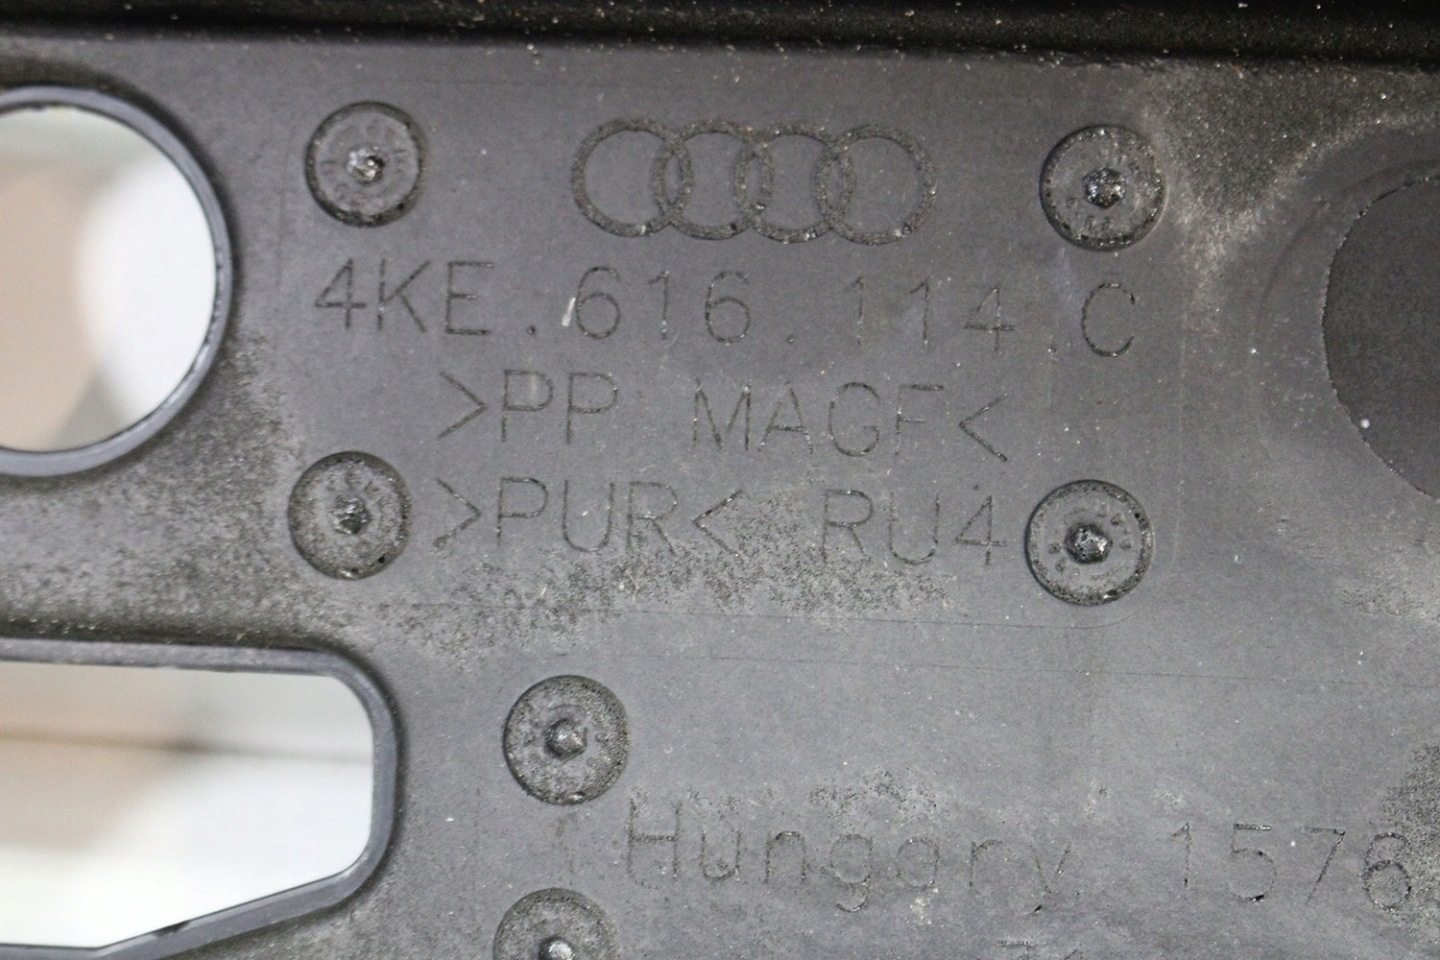 4KE.616.114.C
>PP MAGF<
>PUR< RU4
Hungary 1576